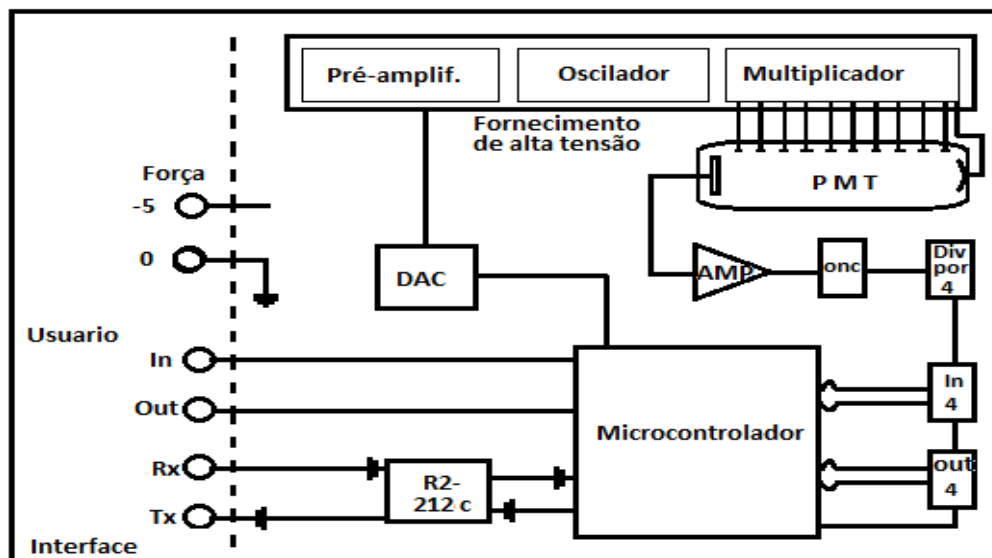 Pré-amplif.
Oscilador
Multiplicador
Fornecimento
de alta tensão
P M T
Força
-5
0
DAC
AMP
onc
Div
por
4
Usuario
In
Out
Microcontrolador
In
4
Rx
R2-
212 c
out
4
Tx
Interface